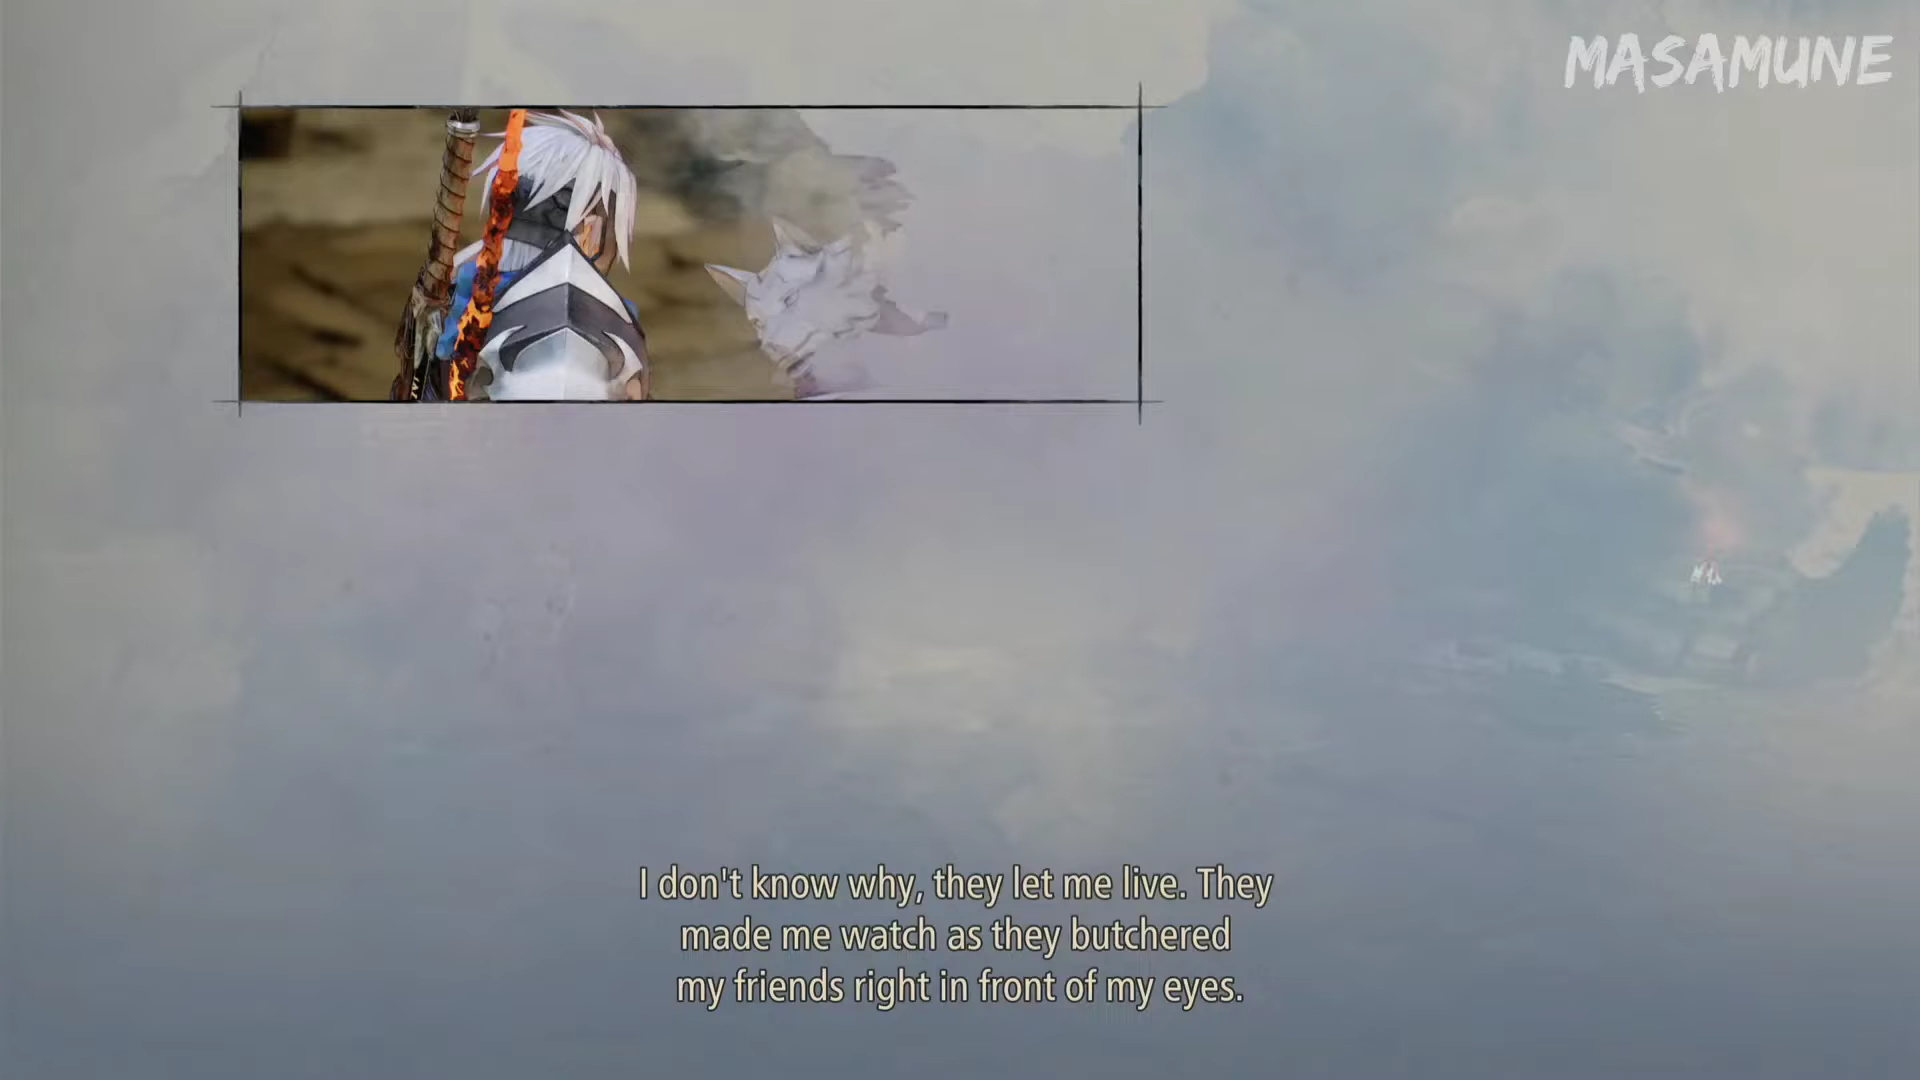 MASAMUNE
I don't know why, they let me live. They
made me watch as they butchered
my friends right in front of my eyes.